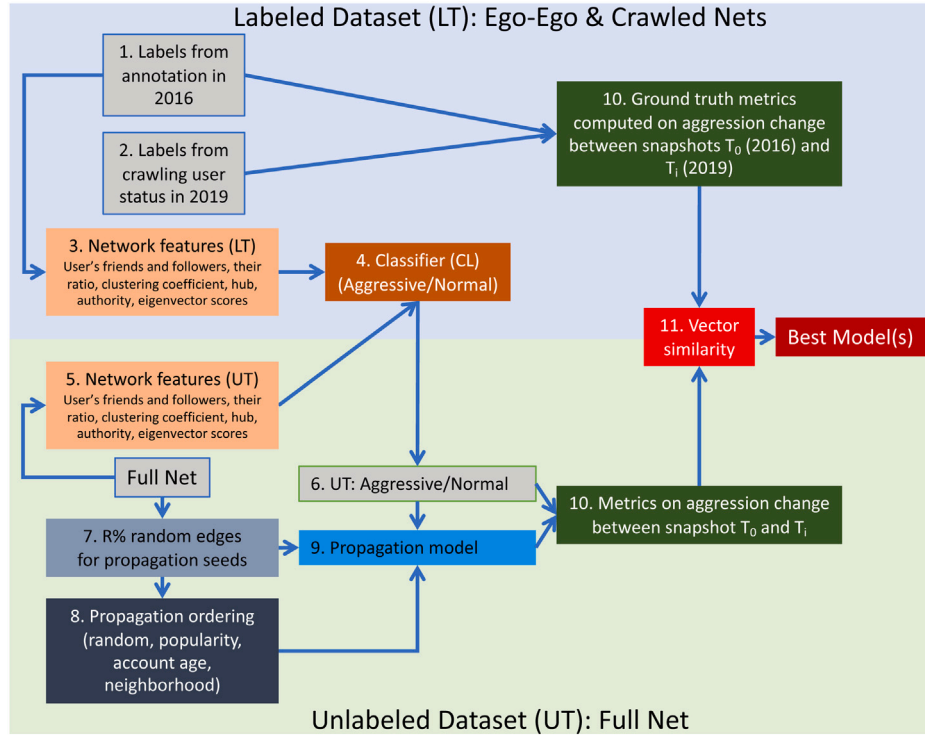 Labeled Dataset (LT): Ego-Ego & Crawled Nets
1. Labels from
annotation in
2016
2. Labels from
crawling user
status in 2019
10. Ground truth metrics
computed on aggression change
between snapshots T₀ (2016) and
Tᵢ (2019)
3. Network features (LT)
User's friends and followers, their
ratio, clustering coefficient, hub,
authority, eigenvector scores
4. Classifier (CL)
(Aggressive/Normal)
11. Vector
similarity
Best Model(s)
5. Network features (UT)
User's friends and followers, their
ratio, clustering coefficient, hub,
authority, eigenvector scores
Full Net
6. UT: Aggressive/Normal
10. Metrics on aggression change
between snapshot T₀ and Tᵢ
7. R% random edges
for propagation seeds
9. Propagation model
8. Propagation ordering
(random, popularity,
account age,
neighborhood)
Unlabeled Dataset (UT): Full Net